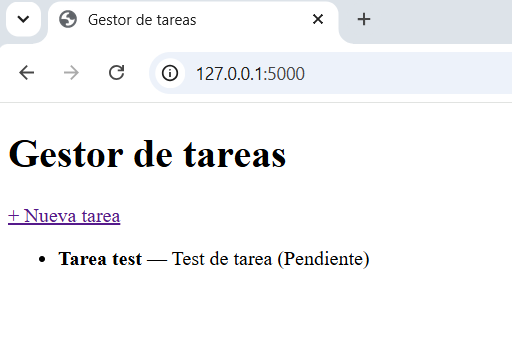 Gestor de tareas
127.0.0.1:5000
Gestor de tareas
+ Nueva tarea
• Tarea test — Test de tarea (Pendiente)